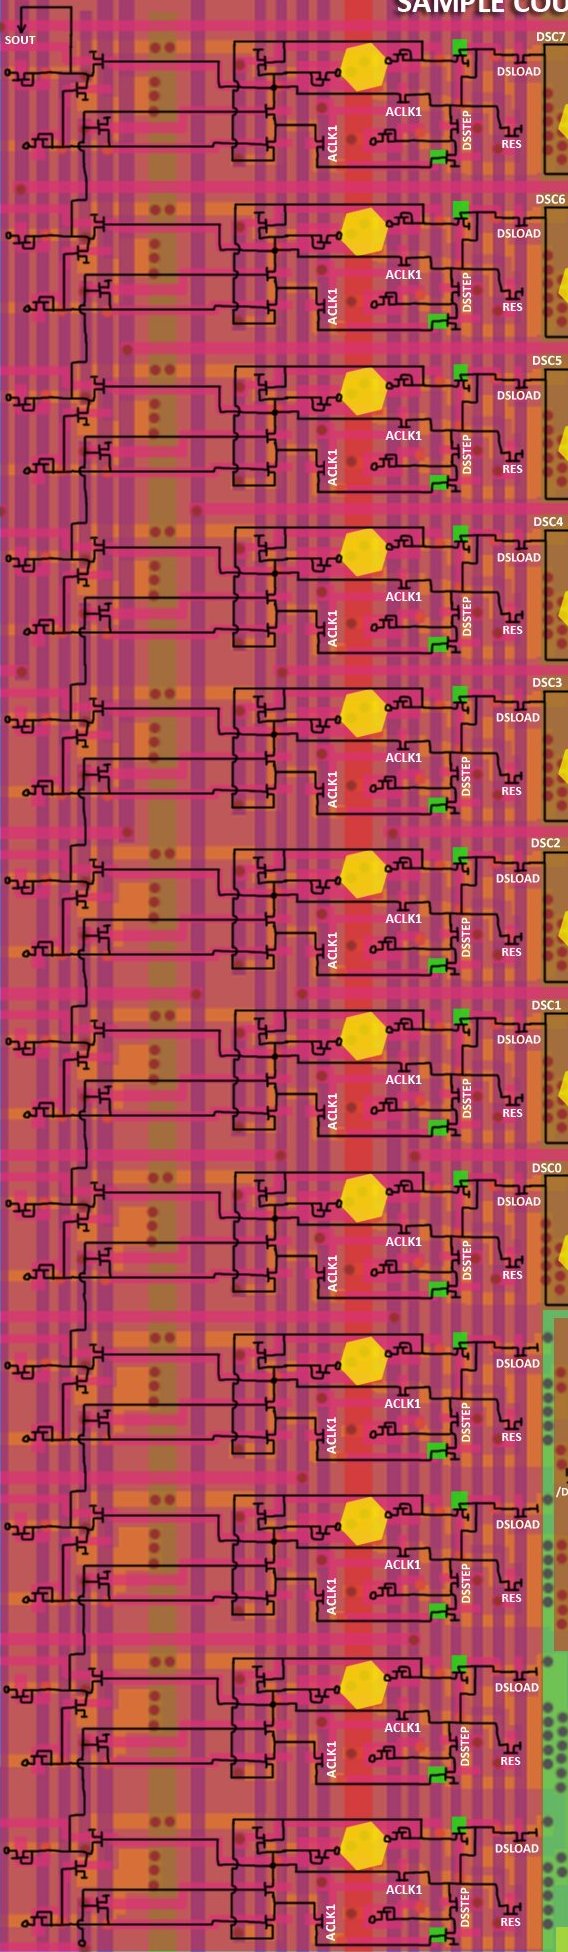 SAMPLE COU
SOUT
DSC7
DSLOAD
ACLK1
ACLK1
DSSTEP
RES
DSC6
DSLOAD
ACLK1
ACLK1
DSSTEP
RES
DSC5
DSLOAD
ACLK1
ACLK1
DSSTEP
RES
DSC4
DSLOAD
ACLK1
ACLK1
DSSTEP
RES
DSC3
DSLOAD
ACLK1
ACLK1
DSSTEP
RES
DSC2
DSLOAD
ACLK1
ACLK1
DSSTEP
RES
DSC1
DSLOAD
ACLK1
ACLK1
DSSTEP
RES
DSC0
DSLOAD
ACLK1
ACLK1
DSSTEP
RES
DSLOAD
ACLK1
ACLK1
DSSTEP
RES
/D
DSLOAD
ACLK1
ACLK1
DSSTEP
RES
DSLOAD
ACLK1
ACLK1
DSSTEP
RES
DSLOAD
ACLK1
ACLK1
DSSTEP
RES